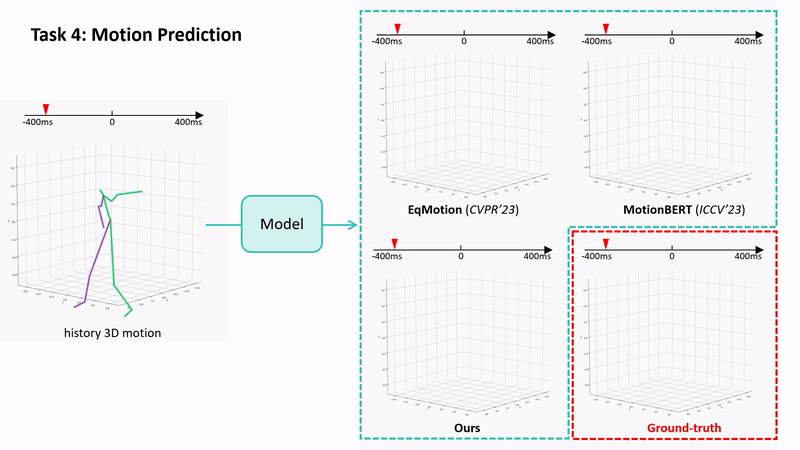 Task 4: Motion Prediction
-400ms 0 400ms
history 3D motion
Model
-400ms 0 400ms
EqMotion (CVPR'23)
-400ms 0 400ms
MotionBERT (ICCV'23)
-400ms 0 400ms
Ours
-400ms 0 400ms
Ground-truth